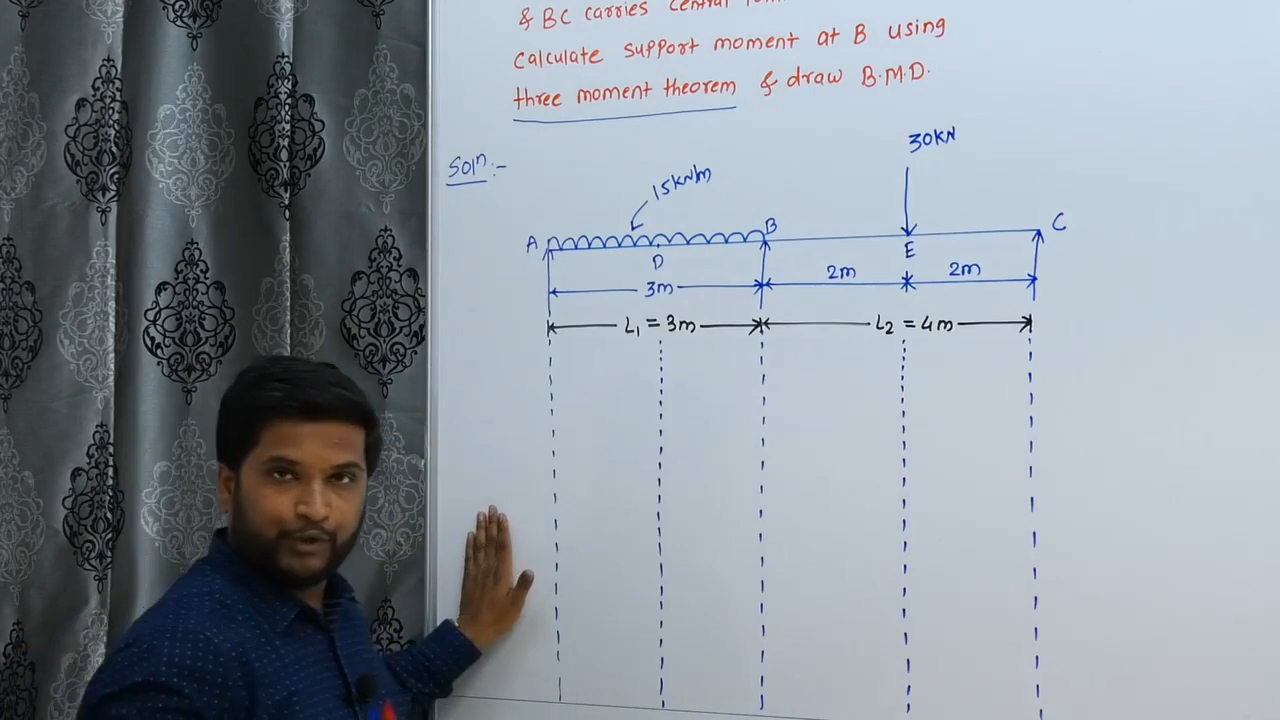 & BC carries central
calculate support moment at B using
three moment theorem & draw B.M.D.
Solⁿ:-
30KN
15kN/m
A
B
C
D
E
3m
2m
2m
L₁ = 3m
L₂ = 4m